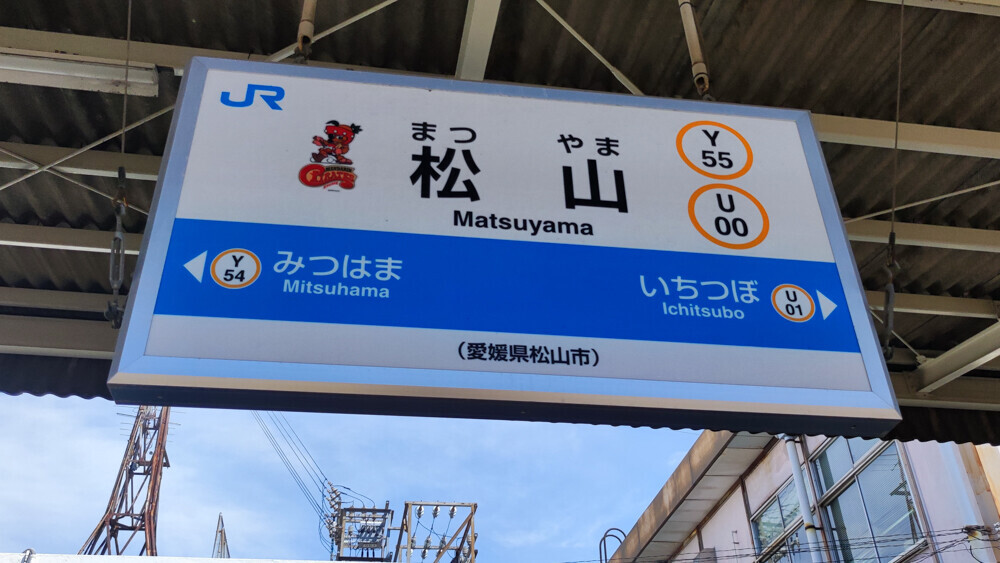 JR
まつ やま
松 山
Matsuyama
Y
55
U
00
Y
54
みつはま
Mitsuhama
いちつぼ
Ichitsubo
U
01
(愛媛県松山市)